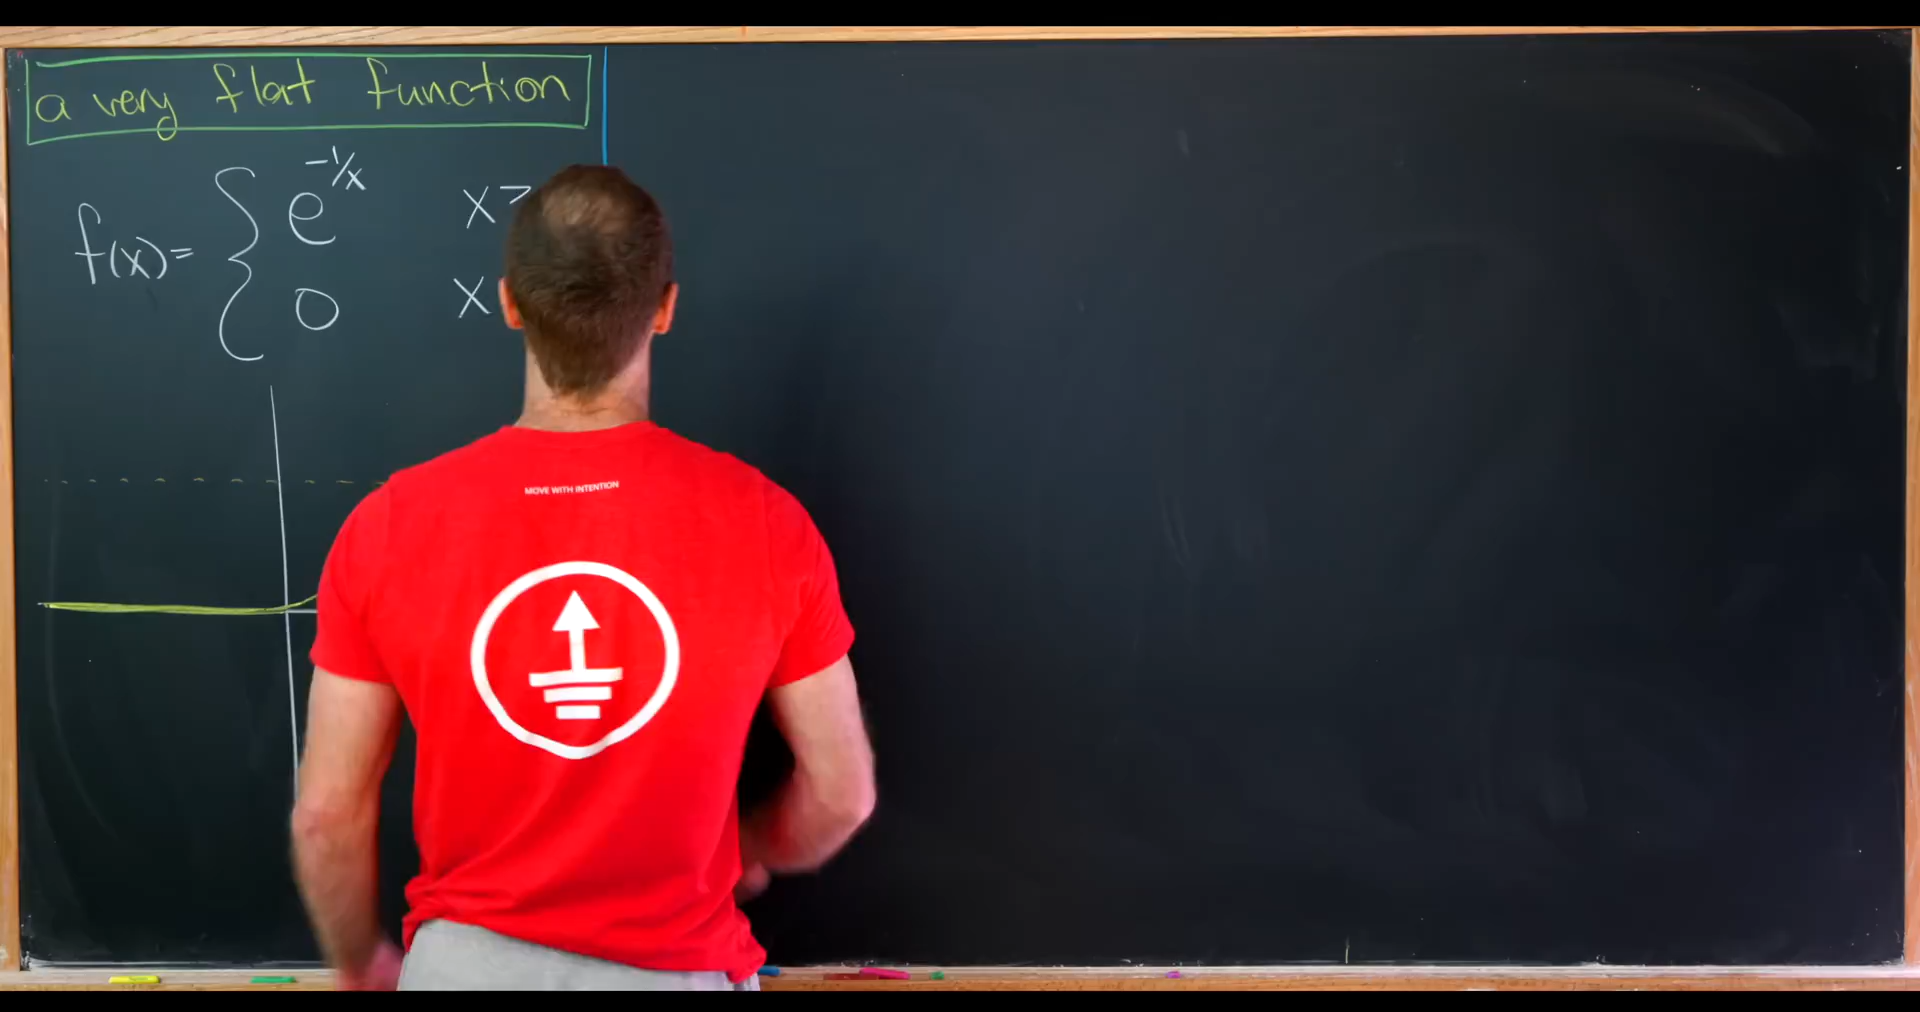 a very flat function
f(x) = { e^{-1/x} x >
0 x
MOVE WITH INTENTION